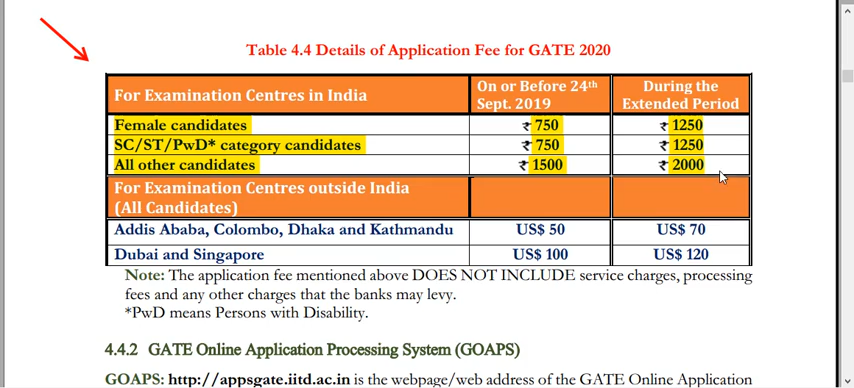 Table 4.4 Details of Application Fee for GATE 2020
For Examination Centres in India On or Before 24th Sept. 2019 During the Extended Period
Female candidates ₹ 750 ₹ 1250
SC/ST/PwD* category candidates ₹ 750 ₹ 1250
All other candidates ₹ 1500 ₹ 2000
For Examination Centres outside India
(All Candidates)
Addis Ababa, Colombo, Dhaka and Kathmandu US$ 50 US$ 70
Dubai and Singapore US$ 100 US$ 120
Note: The application fee mentioned above DOES NOT INCLUDE service charges, processing
fees and any other charges that the banks may levy.
*PwD means Persons with Disability.
4.4.2 GATE Online Application Processing System (GOAPS)
GOAPS: http://appsgate.iitd.ac.in is the webpage/web address of the GATE Online Application